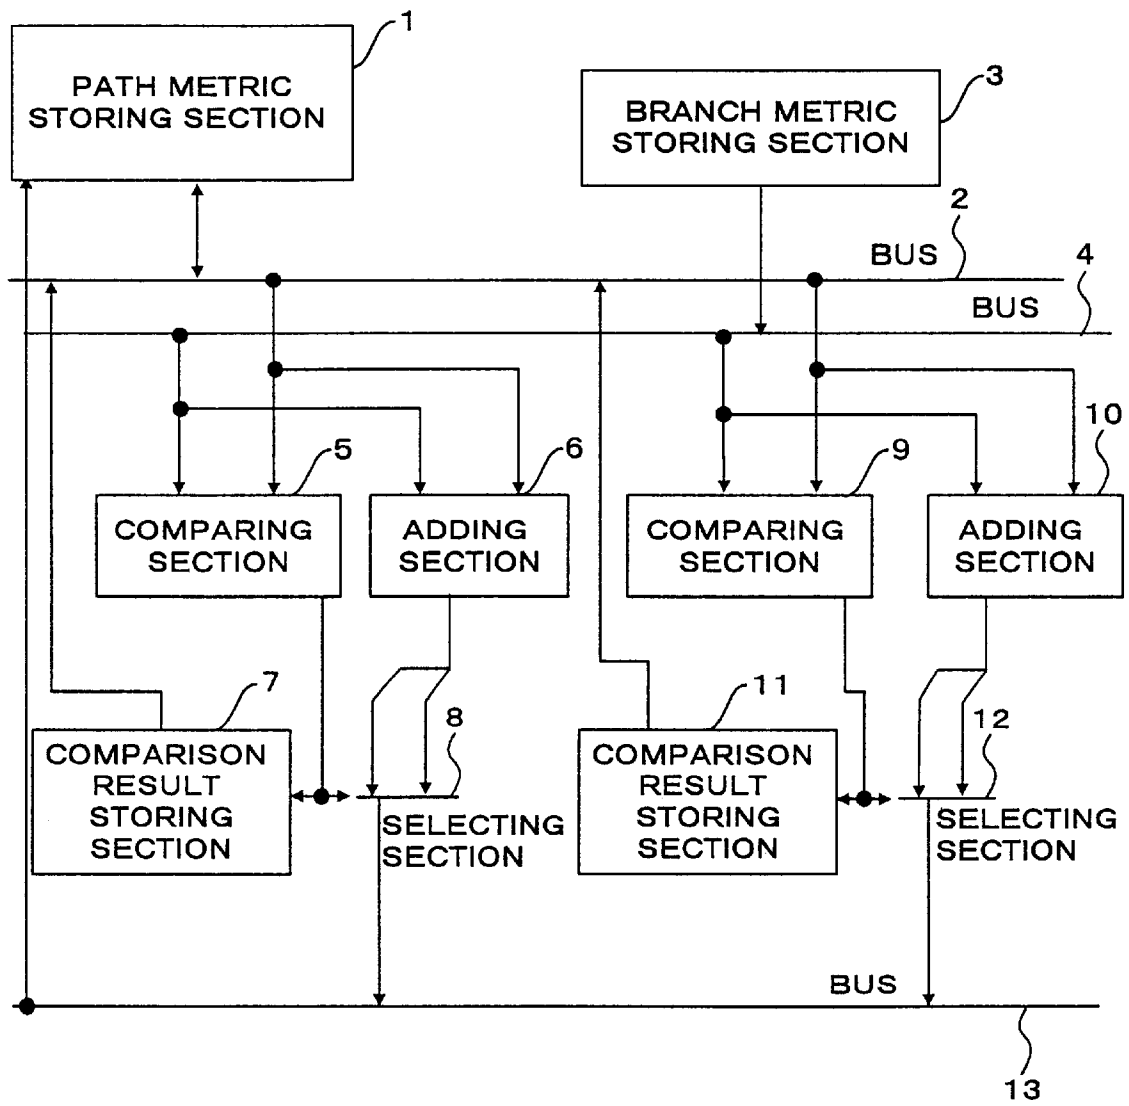 1
PATH METRIC
STORING SECTION
3
BRANCH METRIC
STORING SECTION
2
BUS
4
BUS
5
6
9
10
COMPARING
SECTION
ADDING
SECTION
COMPARING
SECTION
ADDING
SECTION
7
8
11
12
COMPARISON
RESULT
STORING
SECTION
SELECTING
SECTION
COMPARISON
RESULT
STORING
SECTION
SELECTING
SECTION
BUS
13